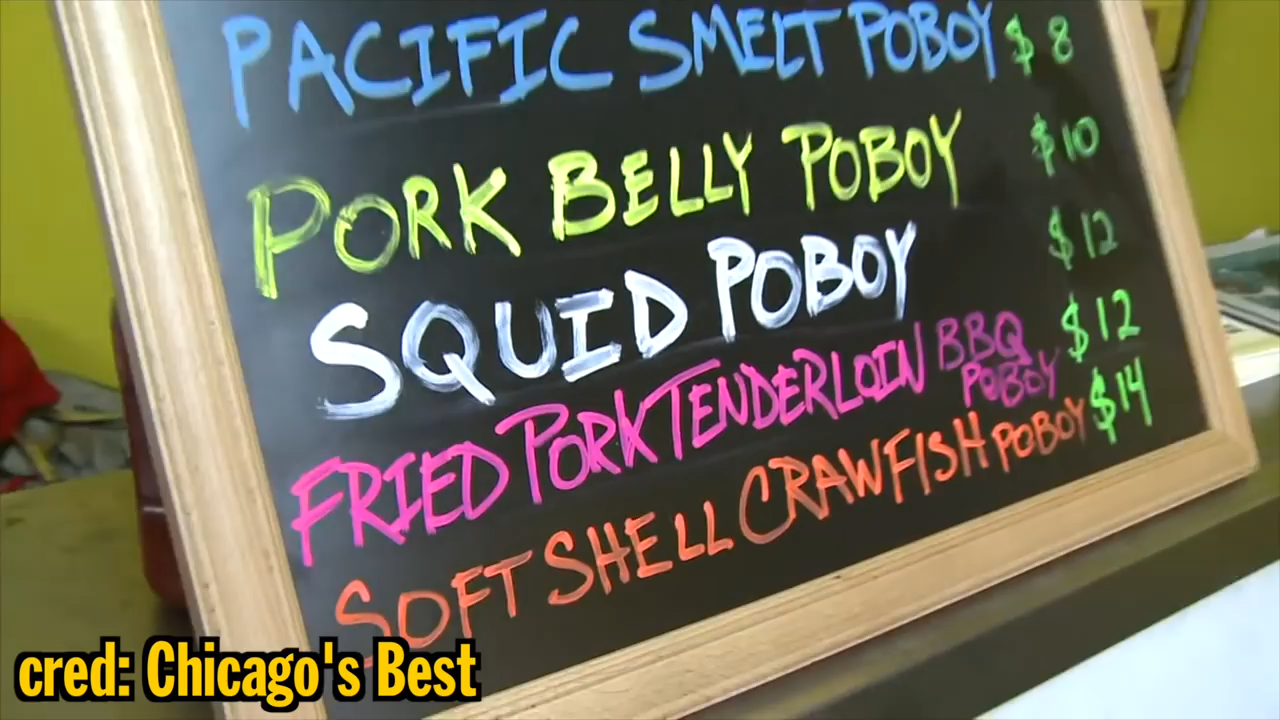 PACIFIC SMELT POBOY $8
PORK BELLY POBOY $10
SQUID POBOY $12
FRIED PORK TENDERLOIN BBQ POBOY $12
SOFT SHELL CRAWFISH POBOY $14
cred: Chicago's Best